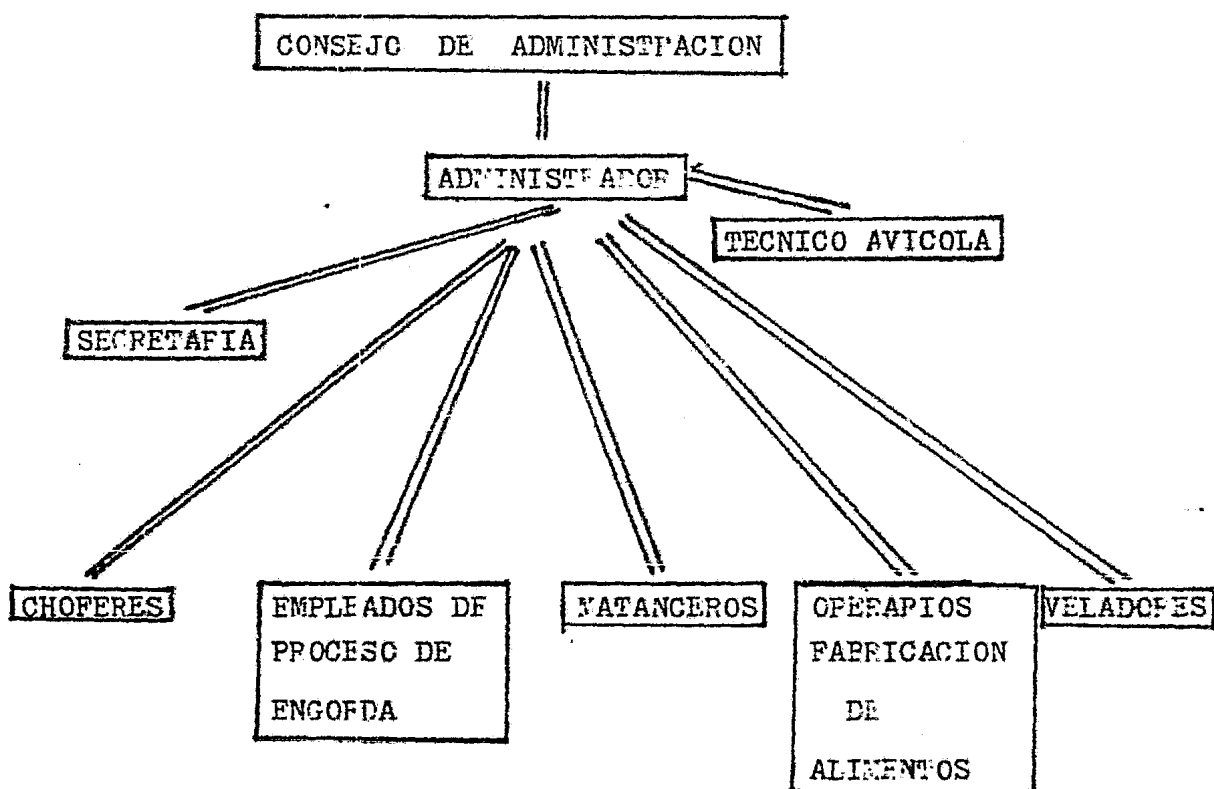 CONSEJO DE ADMINISTRACION
ADMINISTRADOR
TECNICO AVICOLA
SECRETARIA
CHOFERES
EMPLEADOS DE
PROCESO DE
ENGORDA
MATANCEROS
OPERARIOS
FABRICACION
DE
ALIMENTOS
VELADORES